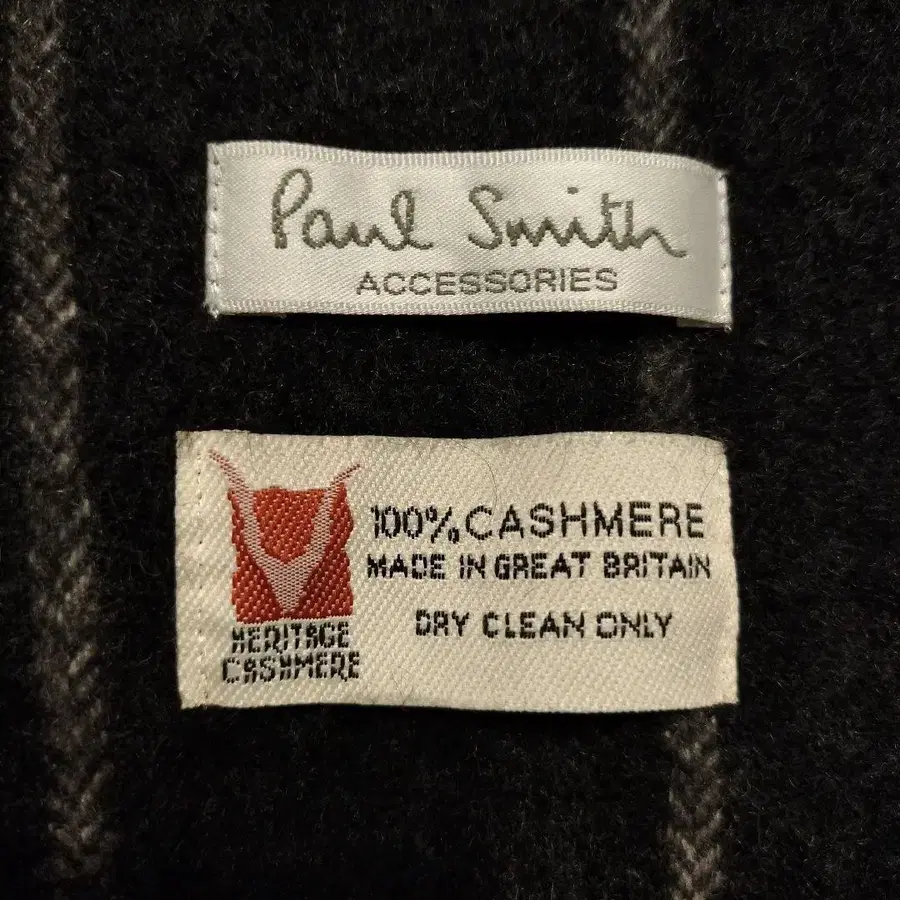 Paul Smith
ACCESSORIES
100% CASHMERE
MADE IN GREAT BRITAIN
DRY CLEAN ONLY
HERITAGE
CASHMERE